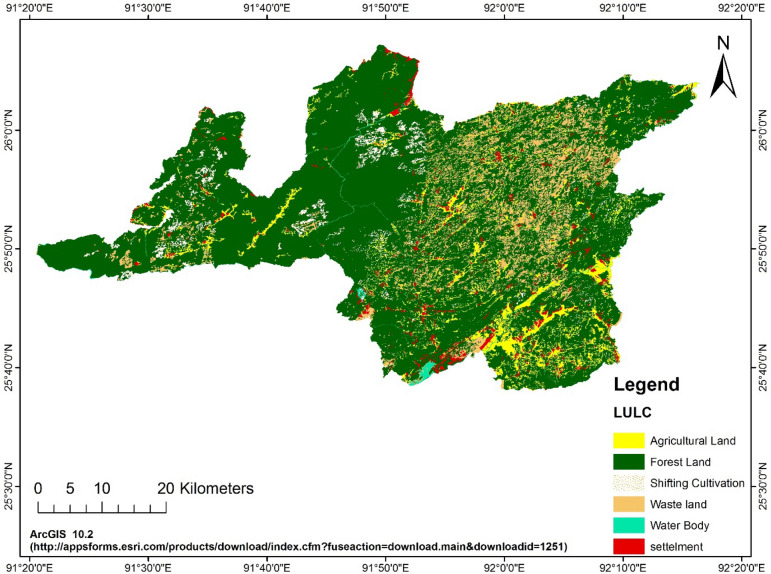 91°20'0"E 91°30'0"E 91°40'0"E 91°50'0"E 92°0'0"E 92°10'0"E 92°20'0"E
N
26°0'0"N 26°0'0"N
25°50'0"N 25°50'0"N
25°40'0"N 25°40'0"N
Legend
LULC
Agricultural Land
Forest Land
Shifting Cultivation
25°30'0"N 25°30'0"N
Waste land
0 5 10 20 Kilometers
Water Body
ArcGIS 10.2
settelment
(http://appsforms.esri.com/products/download/index.cfm?fuseaction=download.main&downloadid=1251)
91°20'0"E 91°30'0"E 91°40'0"E 91°50'0"E 92°0'0"E 92°10'0"E 92°20'0"E